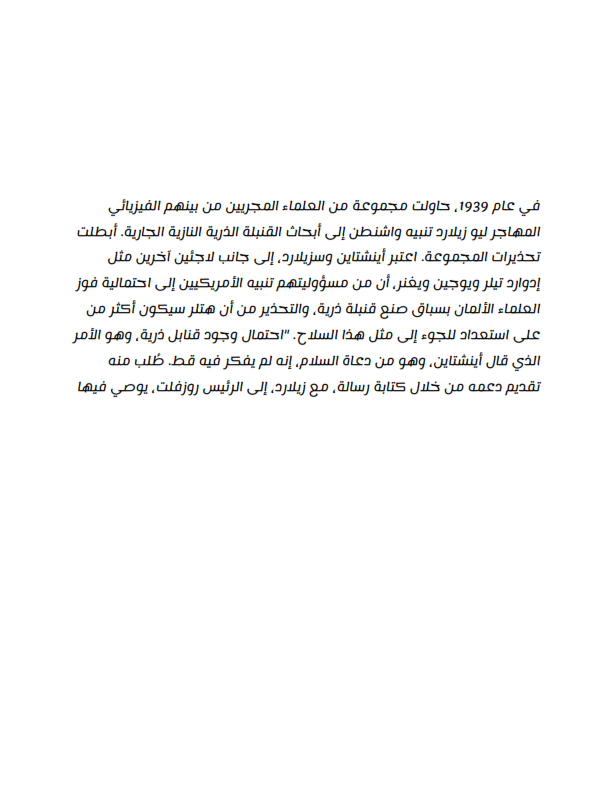 في عام 1939، حاولت مجموعة من العلماء المجريين من بينهم الفيزيائي
المهاجر ليو زيلارد تنبيه واشنطن إلى أبحاث القنبلة الذرية النازية الجارية. أبطلت
تحذيرات المجموعة. اعتبر أينشتاين وسزيلارد، إلى جانب لاجئين آخرين مثل
إدوارد تيلر ويوجين ويغنر، أن من مسؤوليتهم تنبيه الأمريكيين إلى احتمالية فوز
العلماء الألمان بسباق صنع قنبلة ذرية، والتحذير من أن هتلر سيكون أكثر من
على استعداد للجوء إلى مثل هذا السلاح. "احتمال وجود قنابل ذرية، وهو الأمر
الذي قال أينشتاين، وهو من دعاة السلام، إنه لم يفكر فيه قط. طُلب منه
تقديم دعمه من خلال كتابة رسالة، مع زيلارد، إلى الرئيس روزفلت، يوصي فيها